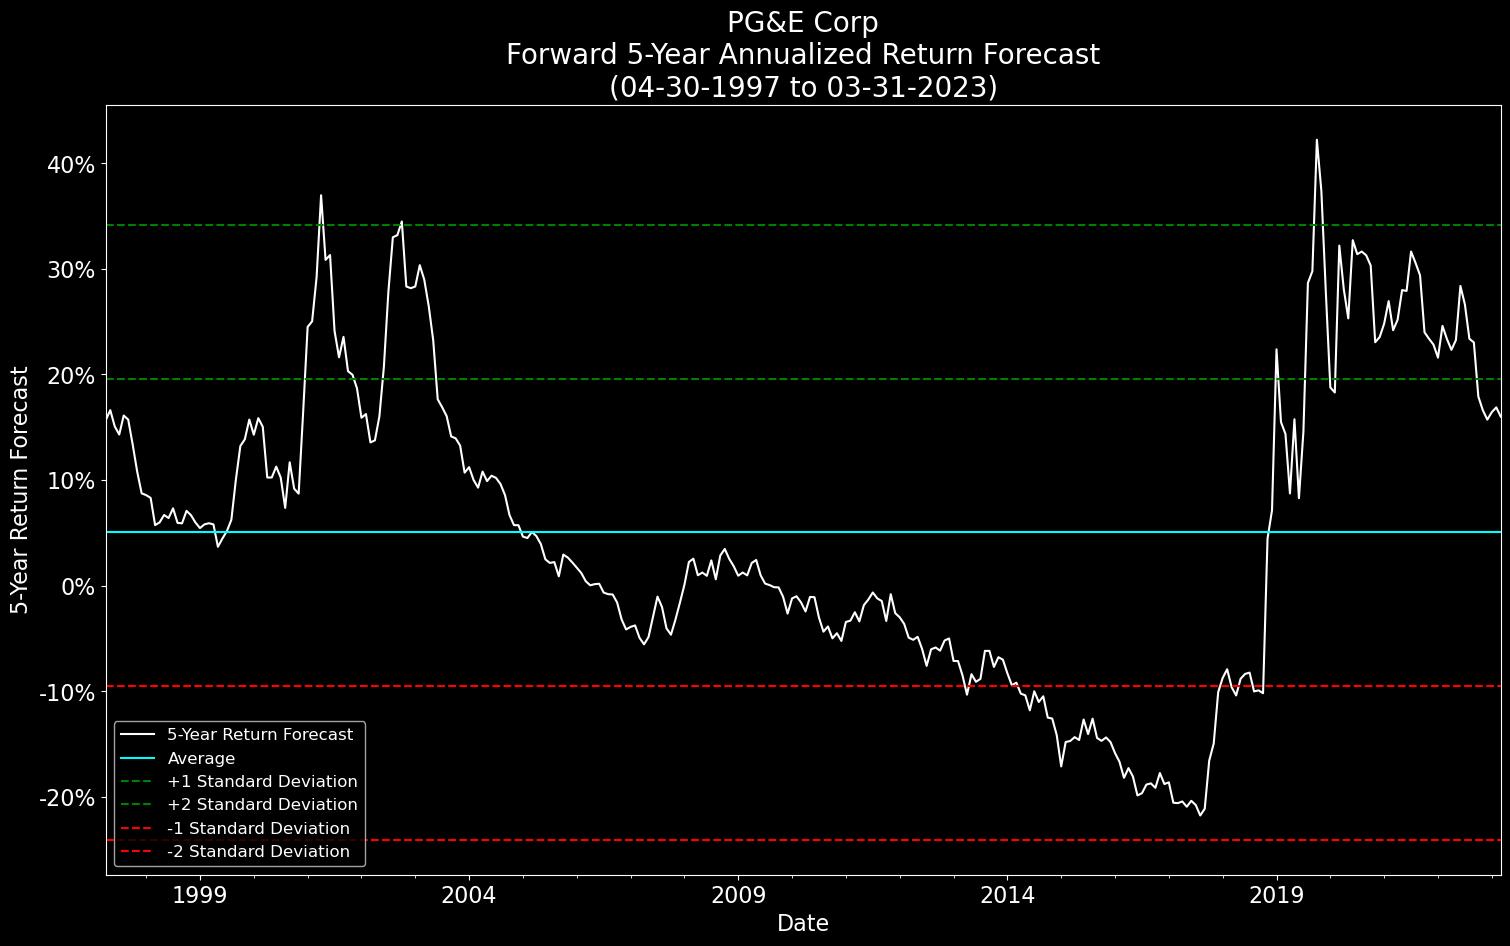 PG&E Corp
Forward 5-Year Annualized Return Forecast
(04-30-1997 to 03-31-2023)
5-Year Return Forecast
40%
30%
20%
10%
0%
-10%
-20%
5-Year Return Forecast
Average
+1 Standard Deviation
+2 Standard Deviation
-1 Standard Deviation
-2 Standard Deviation
1999 2004 2009 2014 2019
Date